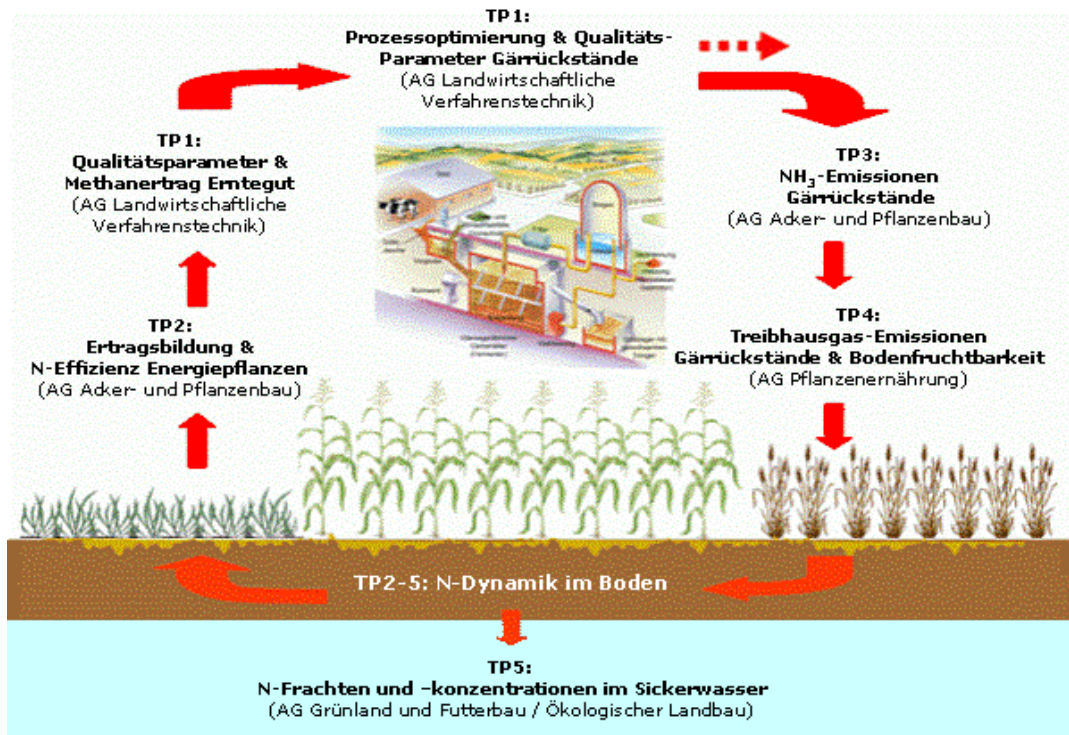 TP1:
Prozessoptimierung & Qualitäts-
Parameter Gärrückstände
(AG Landwirtschaftliche
Verfahrenstechnik)
TP1:
Qualitätsparameter &
Methanertrag Erntegut
(AG Landwirtschaftliche
Verfahrenstechnik)
TP3:
NH3-Emissionen
Gärrückstände
(AG Acker- und Pflanzenbau)
TP2:
Ertragsbildung &
N-Effizienz Energiepflanzen
(AG Acker- und Pflanzenbau)
TP4:
Treibhausgas-Emissionen
Gärrückstände & Bodenfruchtbarkeit
(AG Pflanzenernährung)
TP2-5: N-Dynamik im Boden
TP5:
N-Frachten und –konzentrationen im Sickerwasser
(AG Grünland und Futterbau / Ökologischer Landbau)